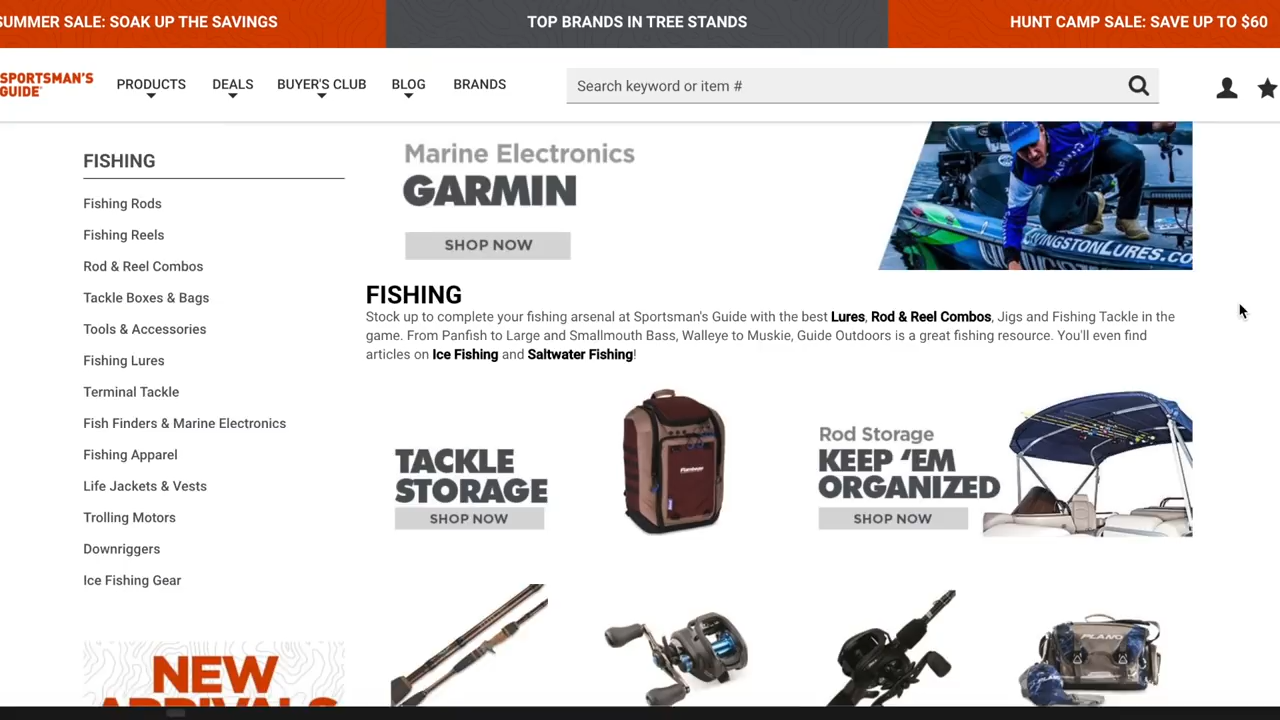 SUMMER SALE: SOAK UP THE SAVINGS
TOP BRANDS IN TREE STANDS
HUNT CAMP SALE: SAVE UP TO $60
SPORTSMAN'S
GUIDE
PRODUCTS
DEALS
BUYER'S CLUB
BLOG
BRANDS
Search keyword or item #
FISHING
Fishing Rods
Fishing Reels
Rod & Reel Combos
Tackle Boxes & Bags
Tools & Accessories
Fishing Lures
Terminal Tackle
Fish Finders & Marine Electronics
Fishing Apparel
Life Jackets & Vests
Trolling Motors
Downriggers
Ice Fishing Gear
NEW
ARRIVALS
Marine Electronics
GARMIN
SHOP NOW
LIVINGSTONLURES.CO
FISHING
Stock up to complete your fishing arsenal at Sportsman's Guide with the best Lures, Rod & Reel Combos, Jigs and Fishing Tackle in the
game. From Panfish to Large and Smallmouth Bass, Walleye to Muskie, Guide Outdoors is a great fishing resource. You'll even find
articles on Ice Fishing and Saltwater Fishing!
TACKLE
STORAGE
SHOP NOW
Rod Storage
KEEP 'EM
ORGANIZED
SHOP NOW
PLANO